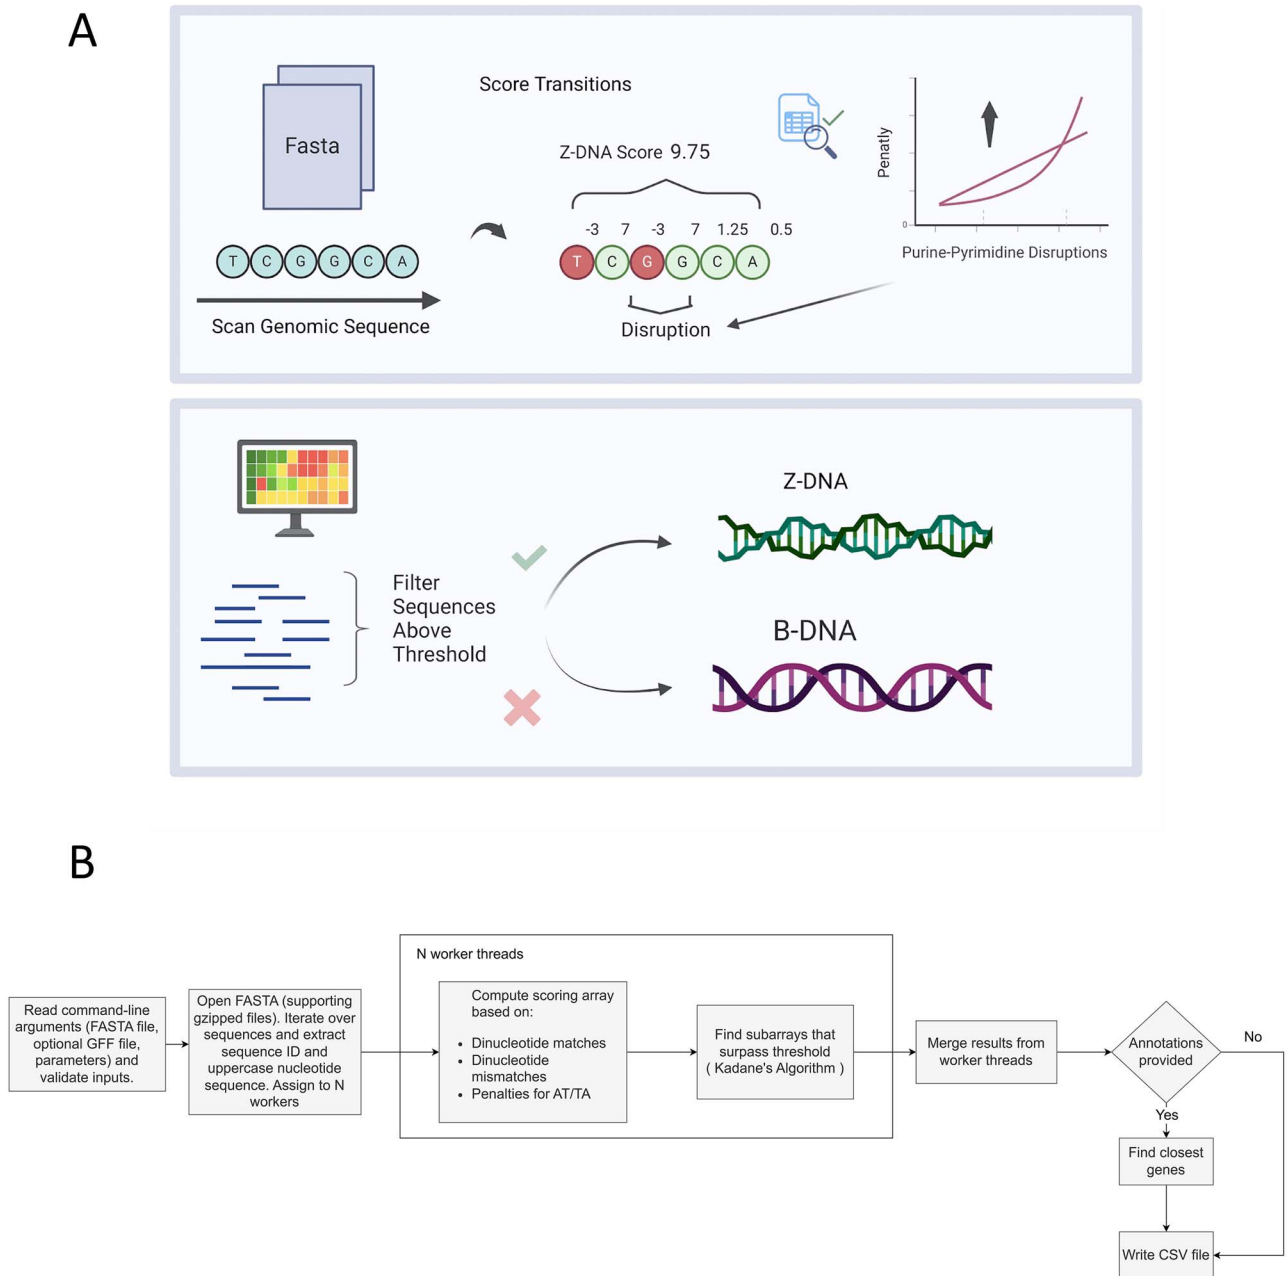 A
Fasta
T C G G C A
Scan Genomic Sequence
Score Transitions
Z-DNA Score 9.75
-3 7 -3 7 1.25 0.5
T C G G C A
Disruption
Penatly
0
Purine-Pyrimidine Disruptions
Filter
Sequences
Above
Threshold
Z-DNA
B-DNA
B
Read command-line
arguments (FASTA file,
optional GFF file,
parameters) and
validate inputs.
Open FASTA (supporting
gzipped files). Iterate over
sequences and extract
sequence ID and
uppercase nucleotide
sequence. Assign to N
workers
N worker threads
Compute scoring array
based on:
• Dinucleotide matches
• Dinucleotide
mismatches
• Penalties for AT/TA
Find subarrays that
surpass threshold
( Kadane's Algorithm )
Merge results from
worker threads
Annotations
provided
No
Yes
Find closest
genes
Write CSV file